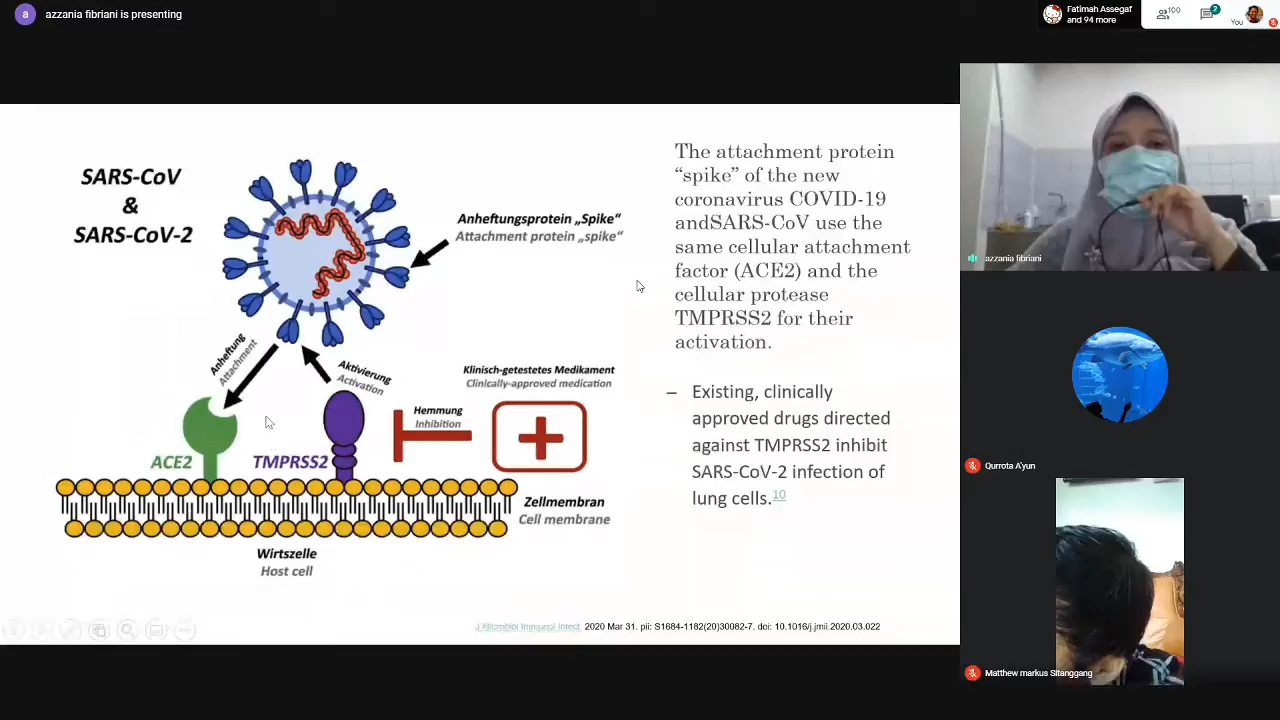 a
azzania fibriani is presenting
Fatimah Assegaf
and 94 more
100
2
You
SARS-CoV
&
SARS-CoV-2
Anheftungsprotein „Spike“
Attachment protein „spike“
Anheftung
Attachment
Aktivierung
Activation
Klinisch-getestetes Medikament
Clinically-approved medication
Hemmung
Inhibition
ACE2
TMPRSS2
Zellmembran
Cell membrane
Wirtszelle
Host cell
The attachment protein
“spike” of the new
coronavirus COVID-19
andSARS-CoV use the
same cellular attachment
factor (ACE2) and the
cellular protease
TMPRSS2 for their
activation.
– Existing, clinically
approved drugs directed
against TMPRSS2 inhibit
SARS-CoV-2 infection of
lung cells.10
J Microbiol Immunol Infect. 2020 Mar 31. pii: S1684-1182(20)30082-7. doi: 10.1016/j.jmii.2020.03.022
azzania fibriani
Qurrota A'yun
Matthew markus Sitanggang